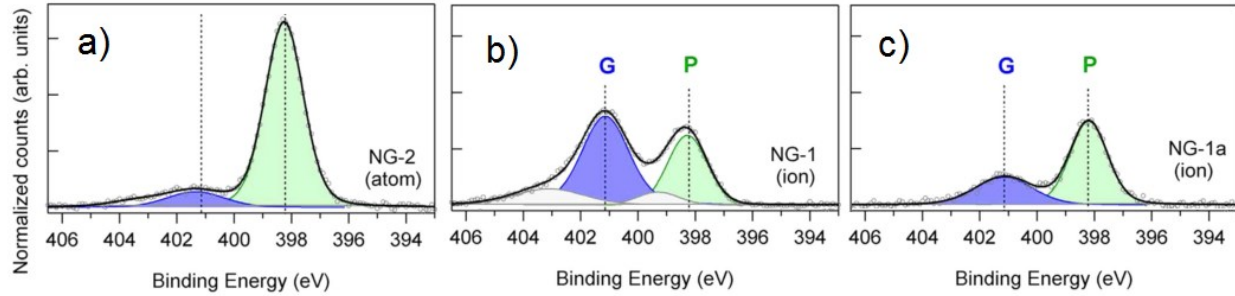 Normalized counts (arb. units)
a)
NG-2
(atom)
406 404 402 400 398 396 394
Binding Energy (eV)
b)
G P
NG-1
(ion)
406 404 402 400 398 396 394
Binding Energy (eV)
c)
G P
NG-1a
(ion)
406 404 402 400 398 396 394
Binding Energy (eV)